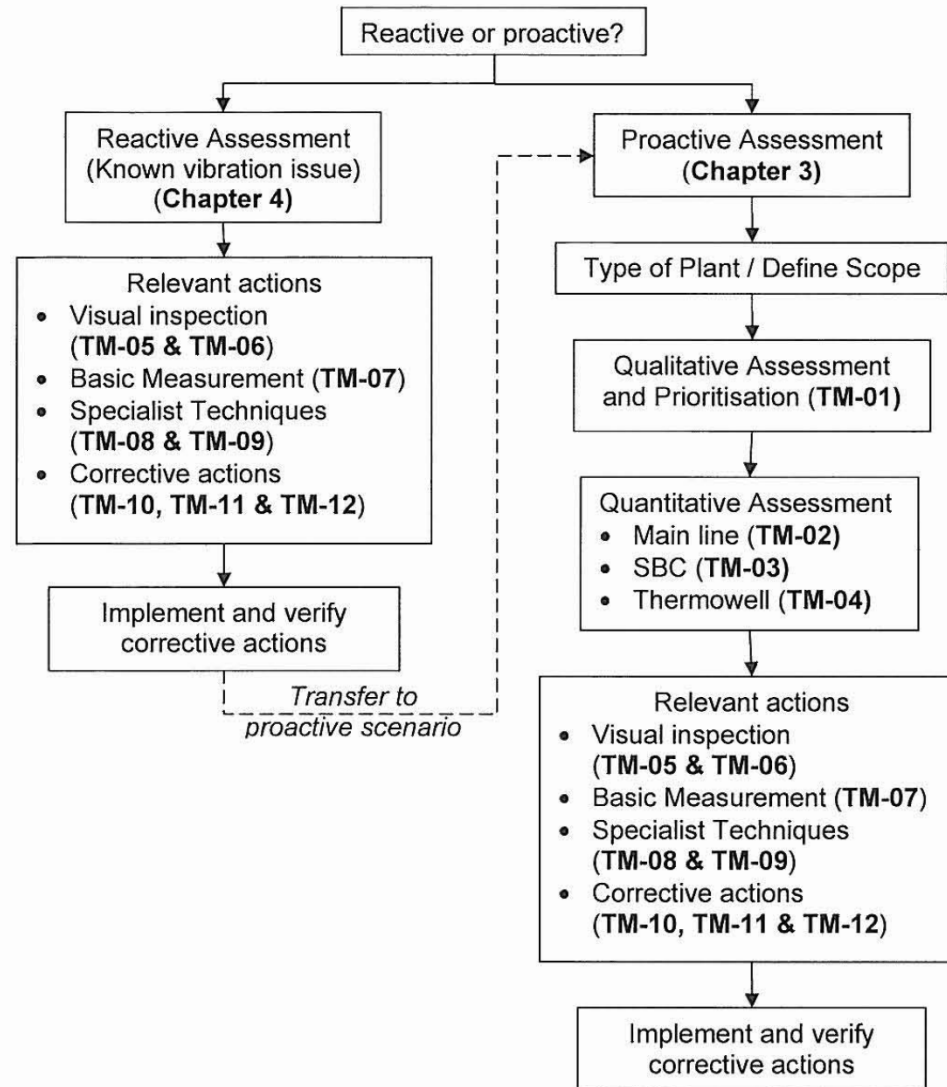 Reactive or proactive?
Reactive Assessment
(Known vibration issue)
(Chapter 4)
Relevant actions
• Visual inspection
(TM-05 & TM-06)
• Basic Measurement (TM-07)
• Specialist Techniques
(TM-08 & TM-09)
• Corrective actions
(TM-10, TM-11 & TM-12)
Implement and verify
corrective actions
Transfer to
proactive scenario
Proactive Assessment
(Chapter 3)
Type of Plant / Define Scope
Qualitative Assessment
and Prioritisation (TM-01)
Quantitative Assessment
• Main line (TM-02)
• SBC (TM-03)
• Thermowell (TM-04)
Relevant actions
• Visual inspection
(TM-05 & TM-06)
• Basic Measurement (TM-07)
• Specialist Techniques
(TM-08 & TM-09)
• Corrective actions
(TM-10, TM-11 & TM-12)
Implement and verify
corrective actions